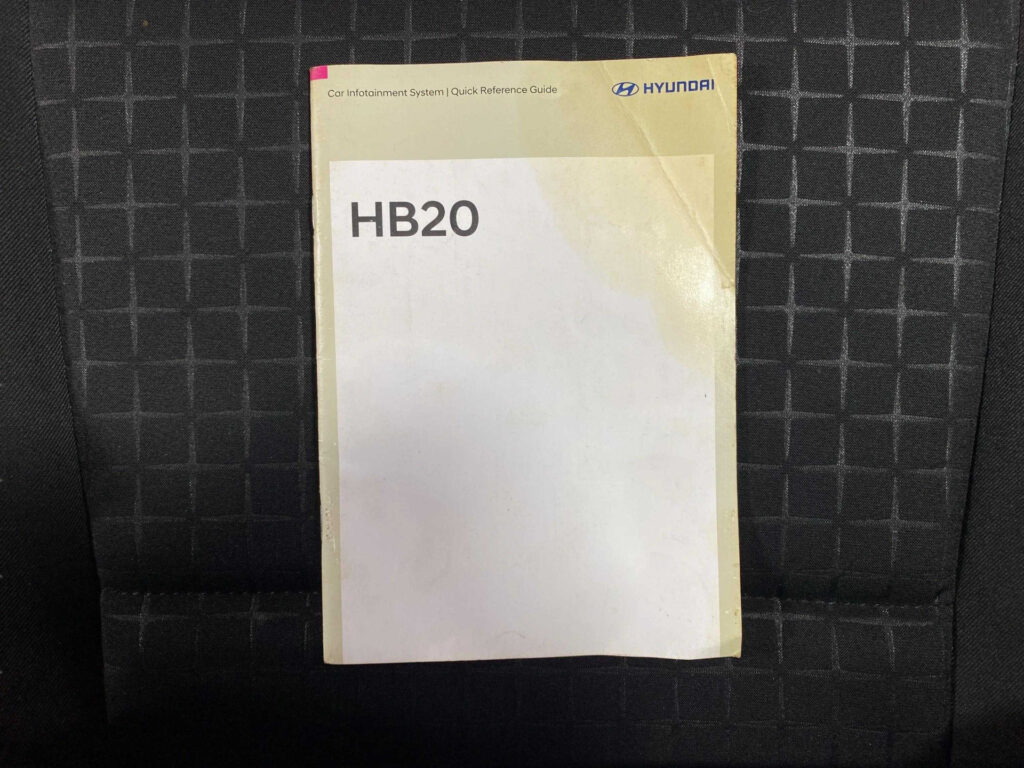 Car Infotainment System | Quick Reference Guide
HYUNDAI
HB20